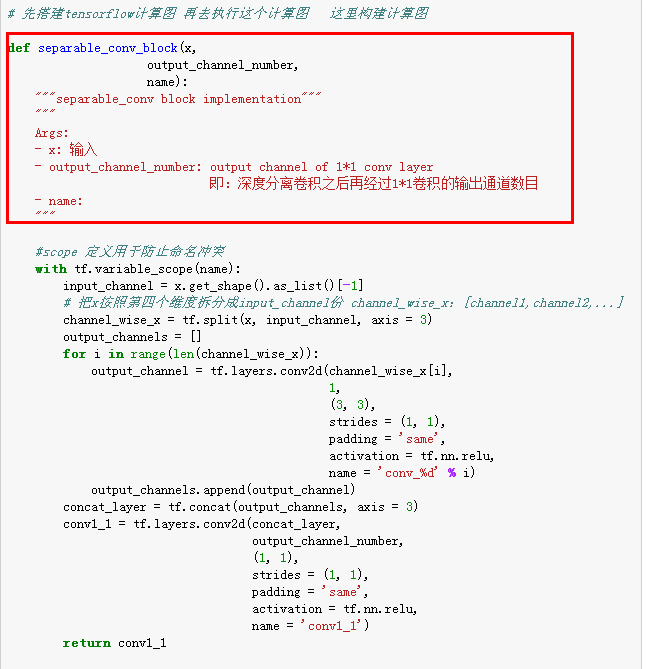 # 先搭建tensorflow计算图 再去执行这个计算图   这里构建计算图
def separable_conv_block(x,
                    output_channel_number,
                    name):
    """separable_conv block implementation"""
    """
    Args:
    - x: 输入
    - output_channel_number: output channel of 1*1 conv layer
                             即：深度分离卷积之后再经过1*1卷积的输出通道数目
    - name:
    """
    #scope 定义用于防止命名冲突
    with tf.variable_scope(name):
        input_channel = x.get_shape().as_list()[-1]
        # 把x按照第四个维度拆分成input_channel份 channel_wise_x: [channel1,channel2,...]
        channel_wise_x = tf.split(x, input_channel, axis = 3)
        output_channels = []
        for i in range(len(channel_wise_x)):
            output_channel = tf.layers.conv2d(channel_wise_x[i],
                                              1,
                                              (3, 3),
                                              strides = (1, 1),
                                              padding = 'same',
                                              activation = tf.nn.relu,
                                              name = 'conv_%d' % i)
            output_channels.append(output_channel)
        concat_layer = tf.concat(output_channels, axis = 3)
        conv1_1 = tf.layers.conv2d(concat_layer,
                                   output_channel_number,
                                   (1, 1),
                                   strides = (1, 1),
                                   padding = 'same',
                                   activation = tf.nn.relu,
                                   name = 'conv1_1')
        return conv1_1